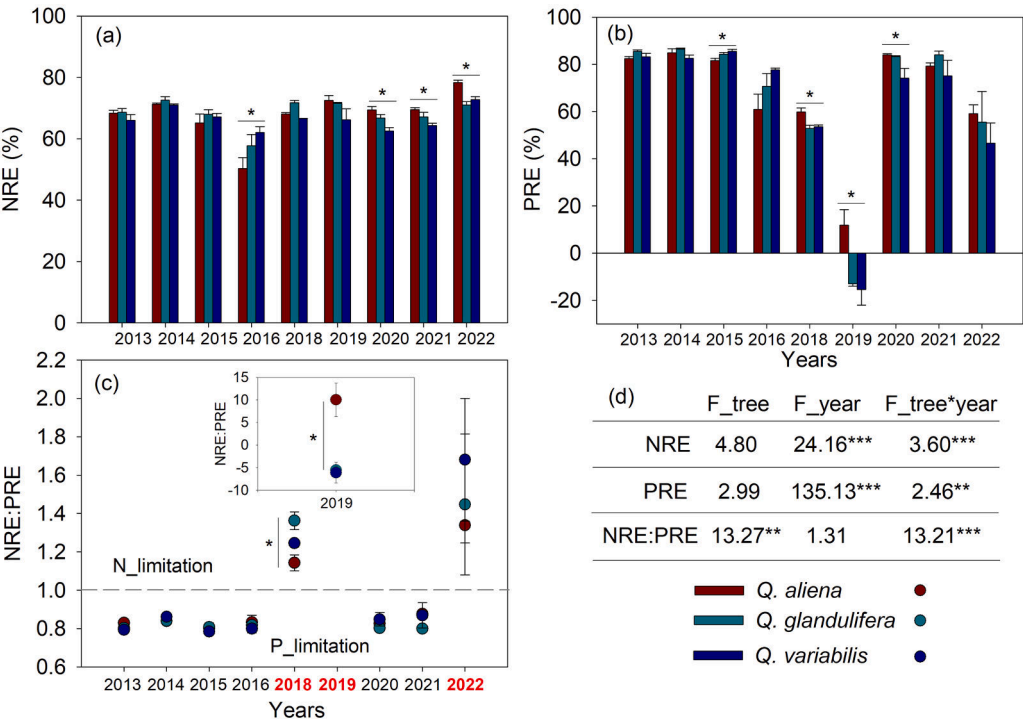 (a)
NRE (%)
100
80
60
40
20
0
*
*
*
*
2013 2014 2015 2016 2018 2019 2020 2021 2022
(b)
PRE (%)
100
80
60
40
20
0
-20
*
*
*
*
2013 2014 2015 2016 2018 2019 2020 2021 2022
Years
(c)
NRE:PRE
2.2
2.0
1.8
1.6
1.4
1.2
1.0
0.8
0.6
NRE:PRE
15
10
5
0
-5
-10
*
2019
*
N_limitation
P_limitation
2013 2014 2015 2016 2018 2019 2020 2021 2022
Years
(d)
F_tree F_year F_tree*year
NRE 4.80 24.16*** 3.60***
PRE 2.99 135.13*** 2.46**
NRE:PRE 13.27** 1.31 13.21***
Q. aliena
Q. glandulifera
Q. variabilis